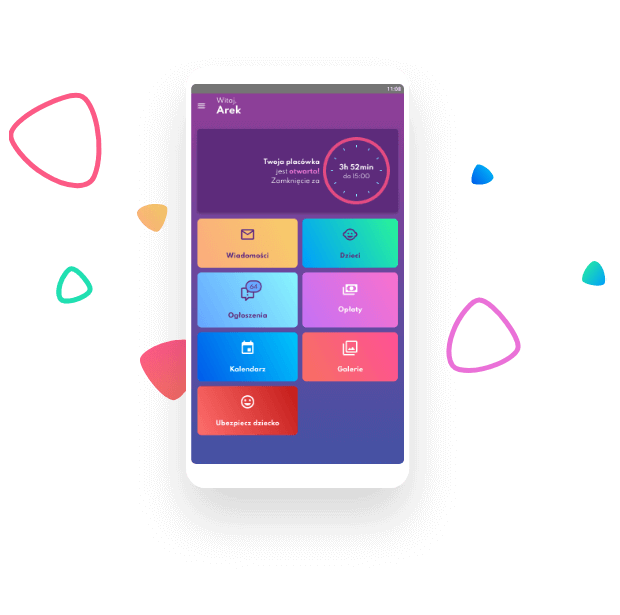 11:08
Witaj,
Arek
Twoja placówka
jest otwarta!
Zamknięcie za
3h 52min
do 15:00
Wiadomości
Dzieci
64
Ogłoszenia
Opłaty
Kalendarz
Galerie
Ubezpiecz dziecko